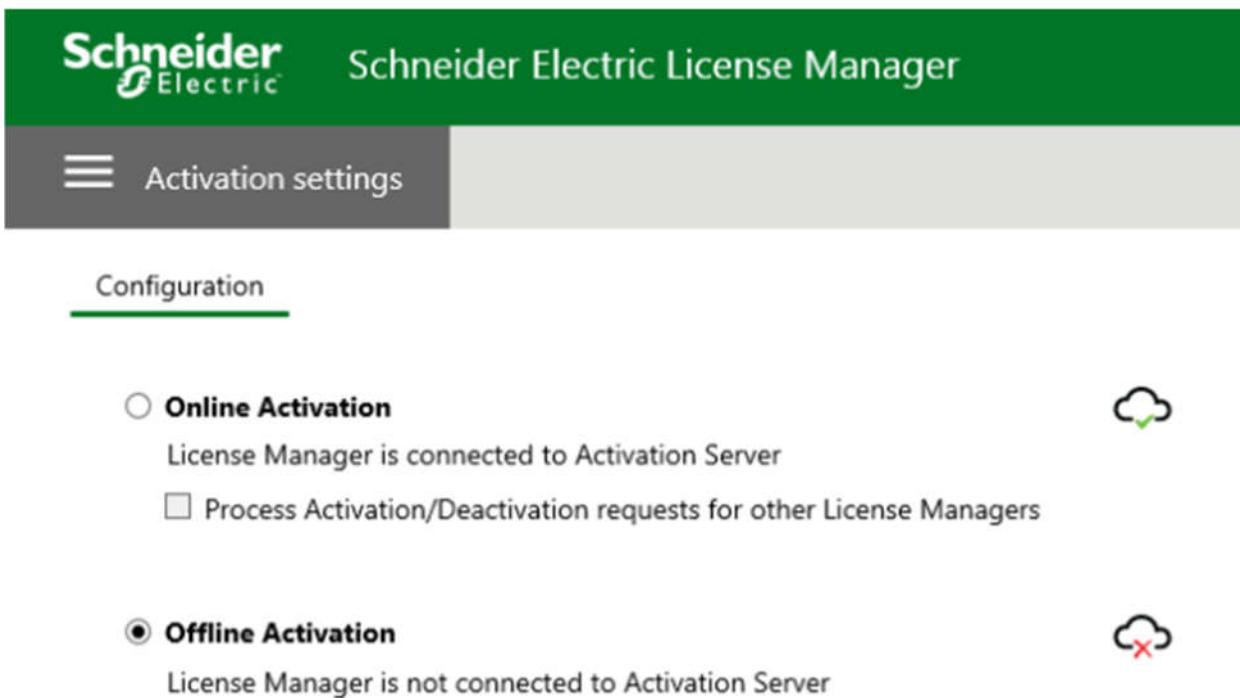 Schneider
Electric
Schneider Electric License Manager
Activation settings
Configuration
Online Activation
License Manager is connected to Activation Server
Process Activation/Deactivation requests for other License Managers
Offline Activation
License Manager is not connected to Activation Server